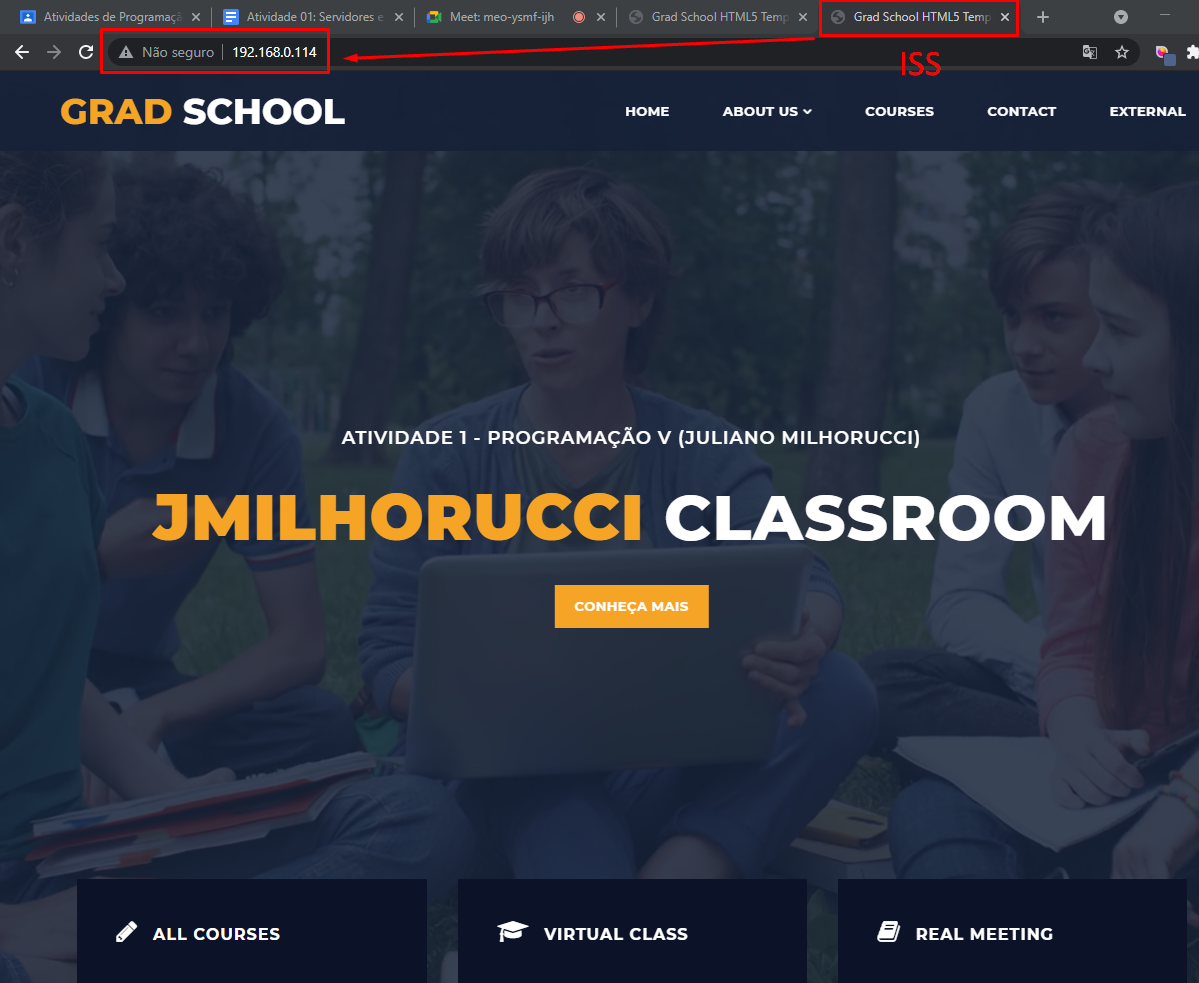 Atividades de Programaçã
Atividade 01: Servidores e
Meet: meo-ysmf-ijh
Grad School HTML5 Temp
Grad School HTML5 Temp
Não seguro
192.168.0.114
ISS
GRAD SCHOOL
HOME
ABOUT US
COURSES
CONTACT
EXTERNAL
ATIVIDADE 1 - PROGRAMAÇÃO V (JULIANO MILHORUCCI)
JMILHORUCCI CLASSROOM
CONHEÇA MAIS
ALL COURSES
VIRTUAL CLASS
REAL MEETING